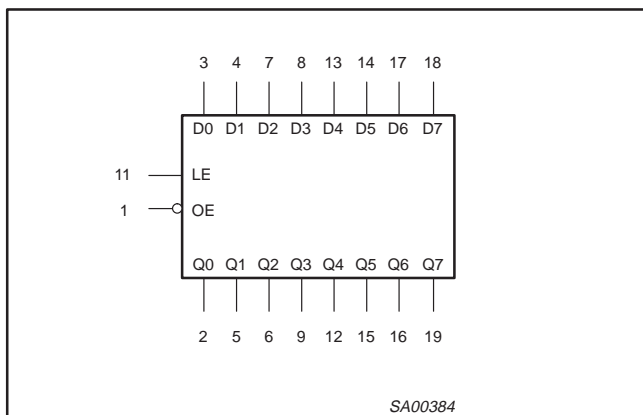 3 4 7 8 13 14 17 18
D0 D1 D2 D3 D4 D5 D6 D7
11 LE
1 OE
Q0 Q1 Q2 Q3 Q4 Q5 Q6 Q7
2 5 6 9 12 15 16 19
SA00384